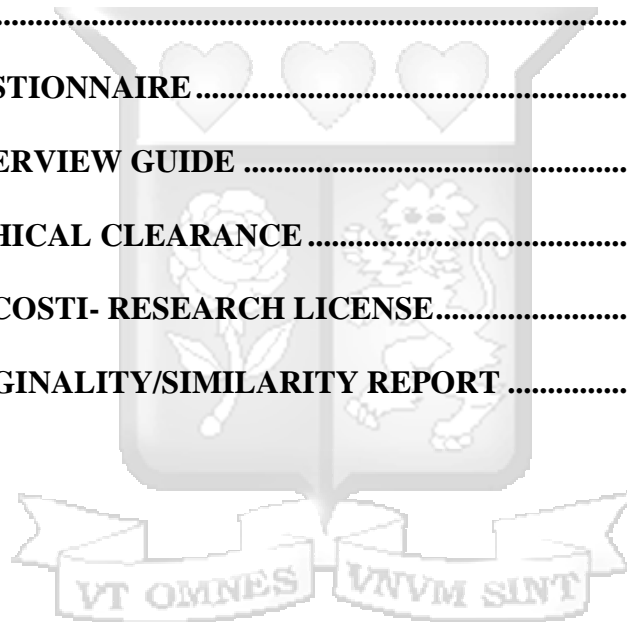 ....................................................................
STIONNAIRE ....................................................
ERVIEW GUIDE ...............................................
HICAL CLEARANCE .......................................
COSTI- RESEARCH LICENSE.......................
GINALITY/SIMILARITY REPORT ..............
VT OMNES VNVM SINT